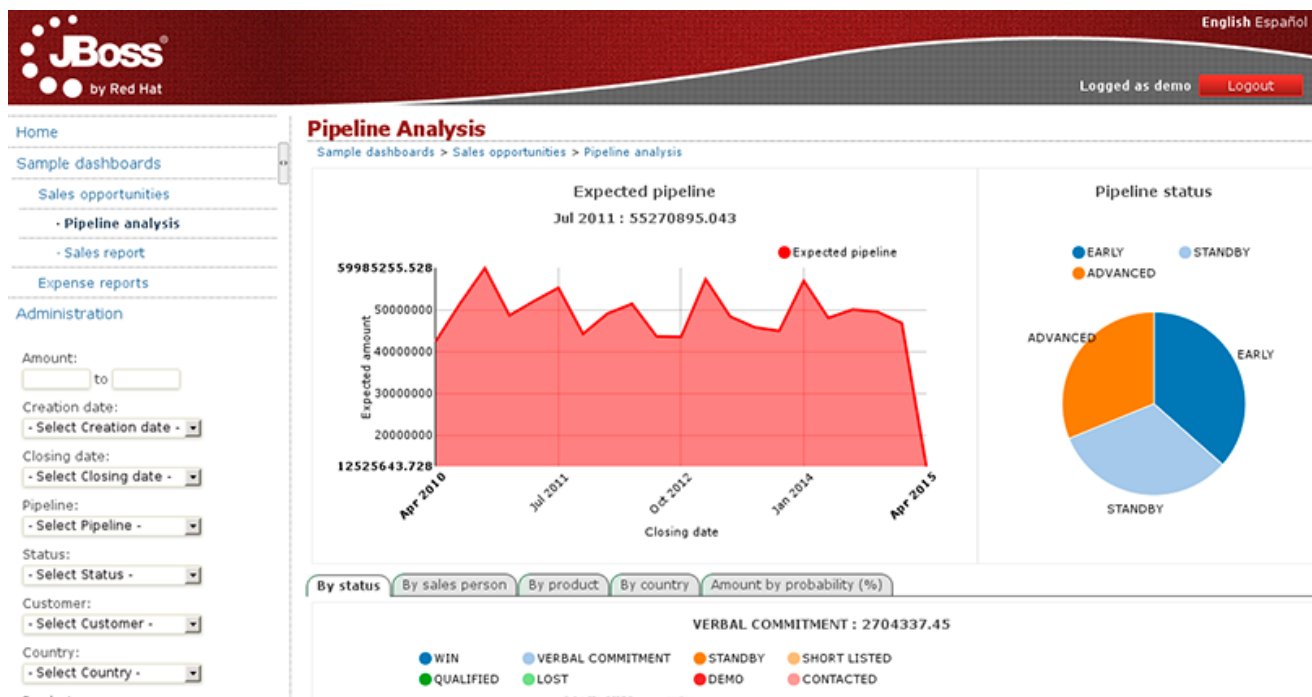 English Español
JBoss®
by Red Hat
Logged as demo Logout
Home
Sample dashboards
Sales opportunities
· Pipeline analysis
· Sales report
Expense reports
Administration
Amount:
to
Creation date:
- Select Creation date -
Closing date:
- Select Closing date -
Pipeline:
- Select Pipeline -
Status:
- Select Status -
Customer:
- Select Customer -
Country:
- Select Country -
Pipeline Analysis
Sample dashboards > Sales opportunities > Pipeline analysis
Expected pipeline
Jul 2011 : 55270895.043
Expected pipeline
59985255.528
50000000
40000000
30000000
20000000
12525643.728
Expected amount
Apr 2010 Jul 2011 Oct 2012 Jan 2014 Apr 2015
Closing date
Pipeline status
EARLY STANDBY
ADVANCED
ADVANCED
EARLY
STANDBY
By status By sales person By product By country Amount by probability (%)
VERBAL COMMITMENT : 2704337.45
WIN VERBAL COMMITMENT STANDBY SHORT LISTED
QUALIFIED LOST DEMO CONTACTED